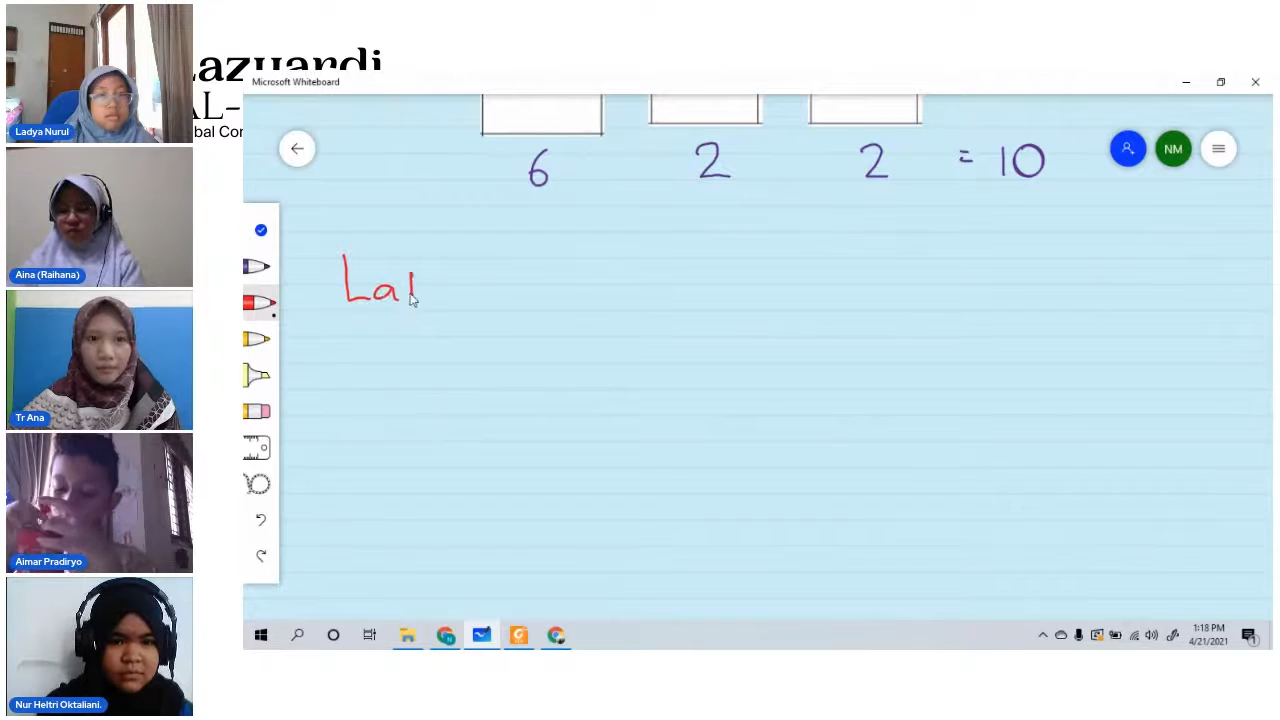 Lazuardi
Microsoft Whiteboard
Ladya Nurul
6 2 2 = 10
NM
Aina (Raihana)
La
Tr Ana
Aimar Pradiryo
1:18 PM
4/21/2021
Nur Heltri Oktaliani.